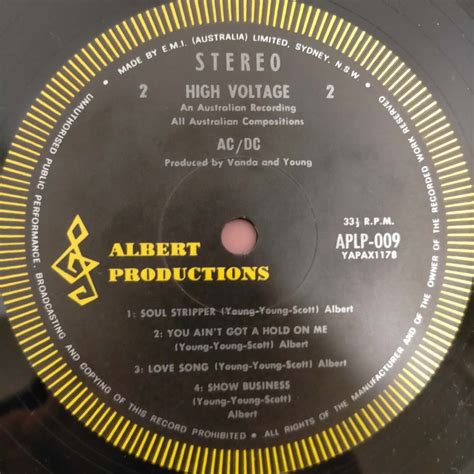 MADE BY E.M.I. (AUSTRALIA) LIMITED, SYDNEY, N.S.W.
STEREO
2 HIGH VOLTAGE 2
An Australian Recording
All Australian Compositions
AC/DC
Produced by Vanda and Young
33⅓ R.P.M.
ALBERT APLP-009
PRODUCTIONS YAPAX1178
1: SOUL STRIPPER (Young-Young-Scott) Albert
2: YOU AIN'T GOT A HOLD ON ME
(Young-Young-Scott) Albert
3: LOVE SONG (Young-Young-Scott) Albert
4: SHOW BUSINESS
(Young-Young-Scott)
Albert
ALL RIGHTS OF THE MANUFACTURER AND OF THE OWNER OF THE RECORDED WORK RESERVED
UNAUTHORISED PUBLIC PERFORMANCE, BROADCASTING AND COPYING OF THIS RECORD PROHIBITED